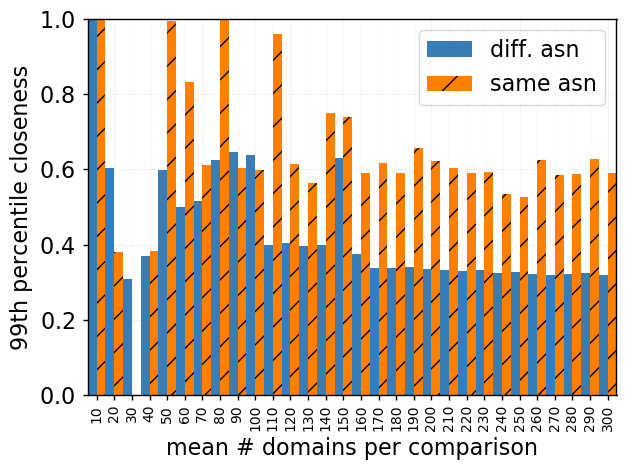 99th percentile closeness
1.0
0.8
0.6
0.4
0.2
0.0
diff. asn
same asn
10 20 30 40 50 60 70 80 90 100 110 120 130 140 150 160 170 180 190 200 210 220 230 240 250 260 270 280 290 300
mean # domains per comparison